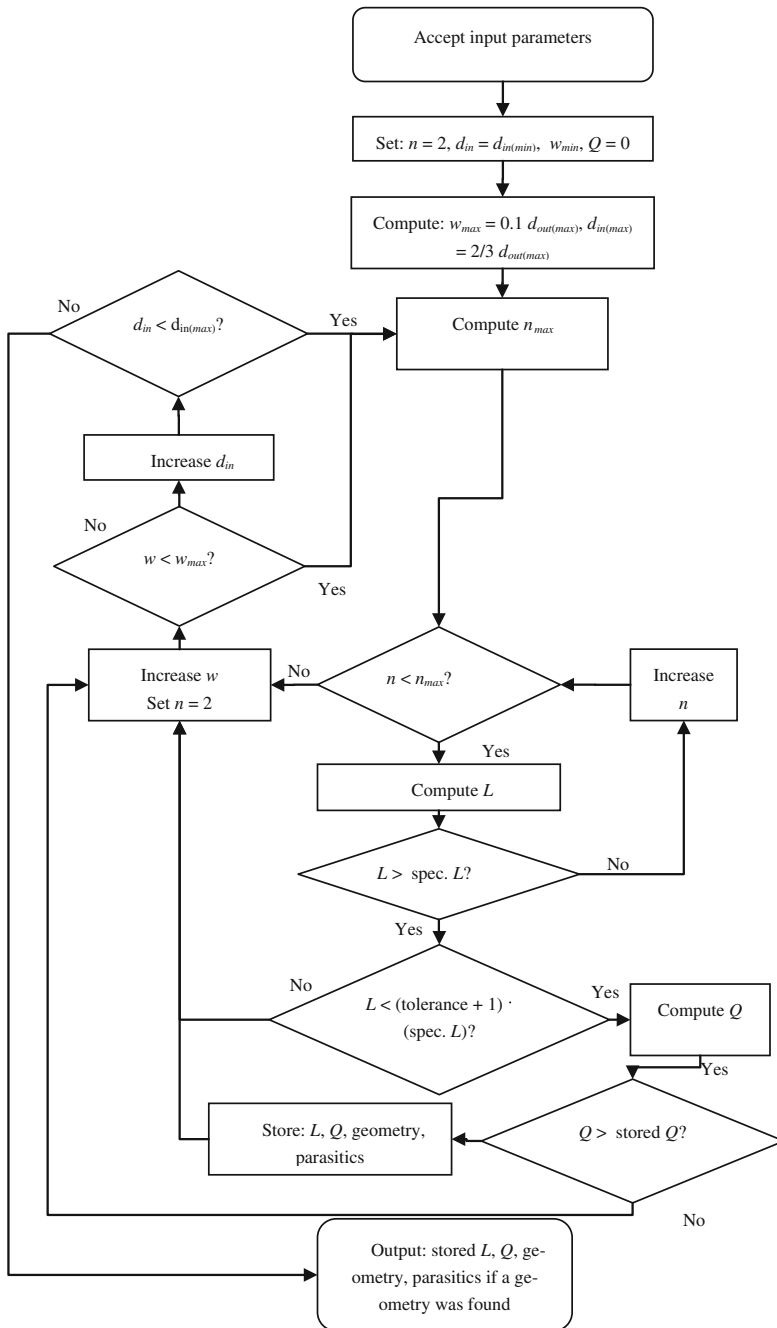 Accept input parameters
Set: n = 2, d_in = d_in(min), w_min, Q = 0
Compute: w_max = 0.1 d_out(max), d_in(max)
= 2/3 d_out(max)
No
d_in < d_in(max)?
Yes
Compute n_max
Increase d_in
No
w < w_max?
Yes
Increase w
Set n = 2
No
n < n_max?
Increase
n
Yes
Compute L
L > spec. L?
No
Yes
No
L < (tolerance + 1) ·
(spec. L)?
Yes
Compute Q
Yes
Store: L, Q, geometry,
parasitics
Q > stored Q?
No
Output: stored L, Q, ge-
ometry, parasitics if a ge-
ometry was found